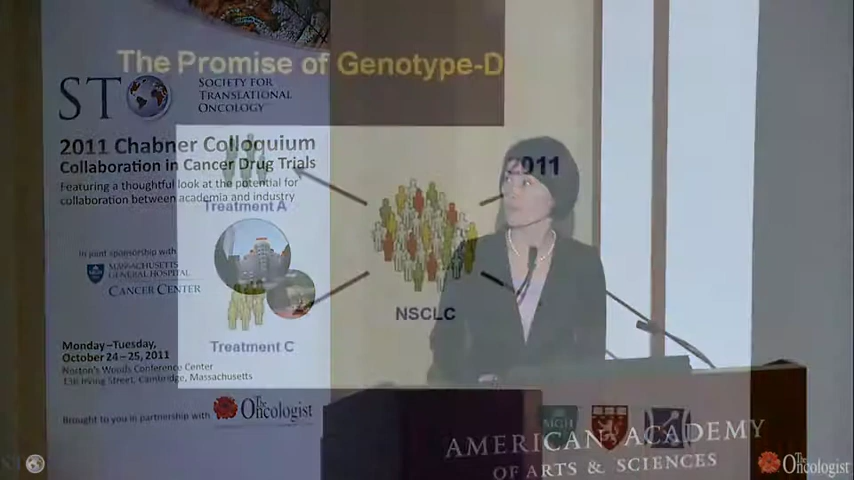 The Promise of Genotype-D
STO
SOCIETY FOR
TRANSLATIONAL
ONCOLOGY
2011 Chabner Colloquium
Collaboration in Cancer Drug Trials
Featuring a thoughtful look at the potential for
collaboration between academia and industry
Treatment A
2011
In joint sponsorship with
MASSACHUSETTS
GENERAL HOSPITAL
CANCER CENTER
NSCLC
Treatment C
Monday–Tuesday,
October 24–25, 2011
Norton's Woods Conference Center
136 Irving Street, Cambridge, Massachusetts
Brought to you in partnership with The Oncologist
MGH
AMERICAN ACADEMY
OF ARTS & SCIENCES
STO
The Oncologist